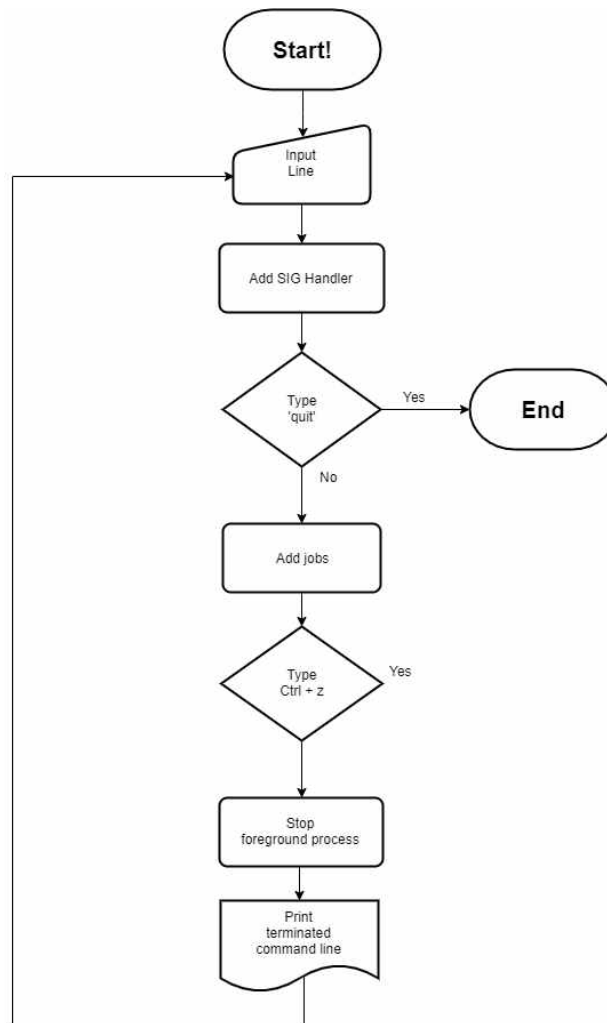 Start!
Input
Line
Add SIG Handler
Type
'quit'
Yes
End
No
Add jobs
Type
Ctrl + z
Yes
Stop
foreground process
Print
terminated
command line